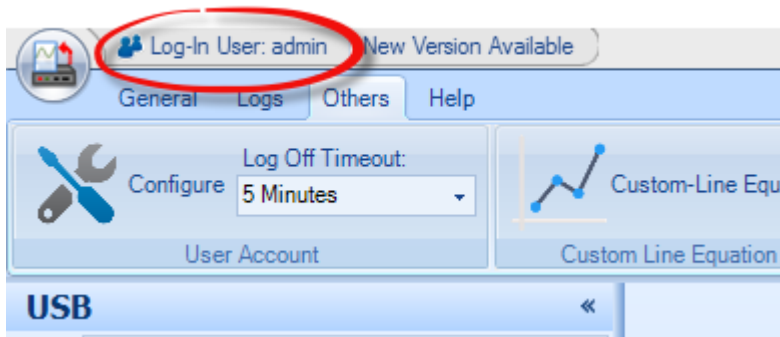 Log-In User: admin New Version Available
General Logs Others Help
Log Off Timeout:
Configure 5 Minutes Custom-Line Equ
User Account Custom Line Equation
USB «